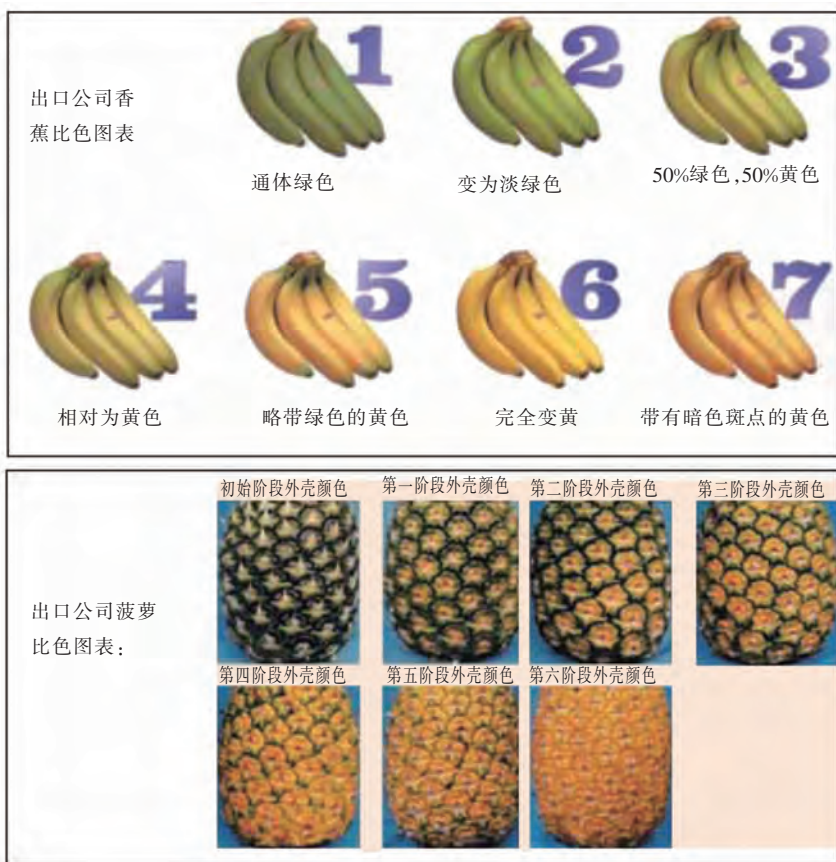 出口公司香
蕉比色图表
1
2
3
通体绿色
变为淡绿色
50%绿色,50%黄色
4
5
6
7
相对为黄色
略带绿色的黄色
完全变黄
带有暗色斑点的黄色
出口公司菠萝
比色图表:
初始阶段外壳颜色
第一阶段外壳颜色
第二阶段外壳颜色
第三阶段外壳颜色
第四阶段外壳颜色
第五阶段外壳颜色
第六阶段外壳颜色